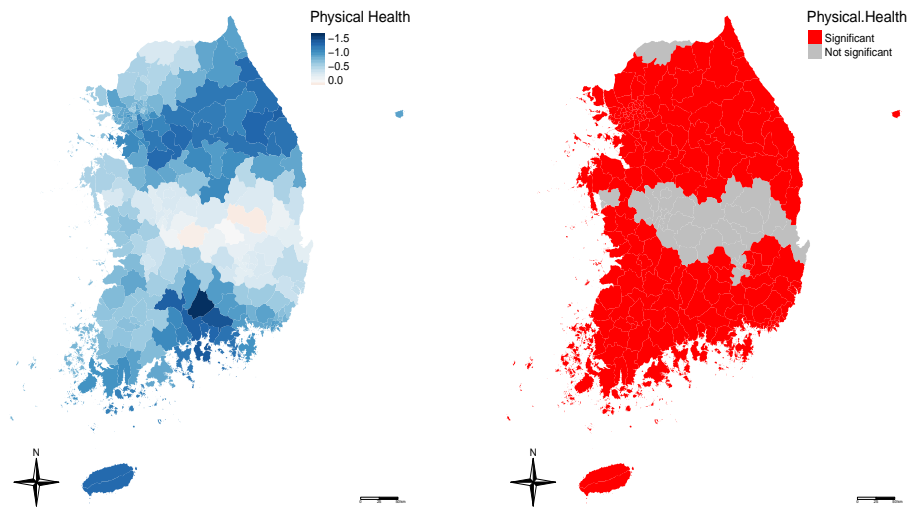 Physical Health
−1.5
−1.0
−0.5
0.0
N
Physical.Health
Significant
Not significant
N